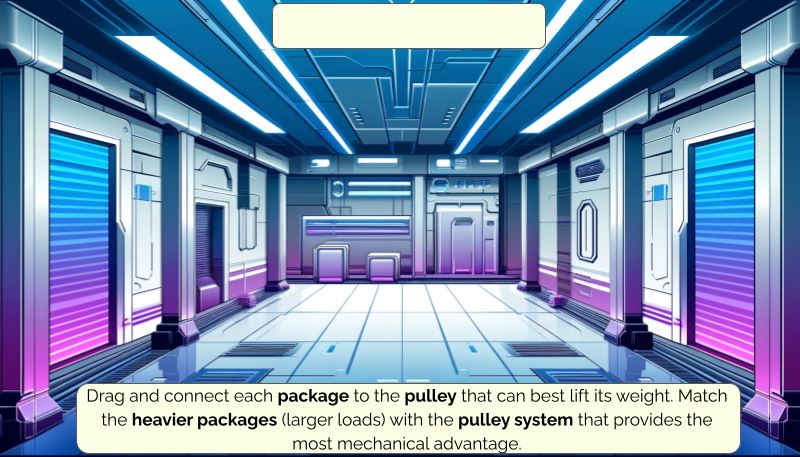 Drag and connect each package to the pulley that can best lift its weight. Match
the heavier packages (larger loads) with the pulley system that provides the
most mechanical advantage.